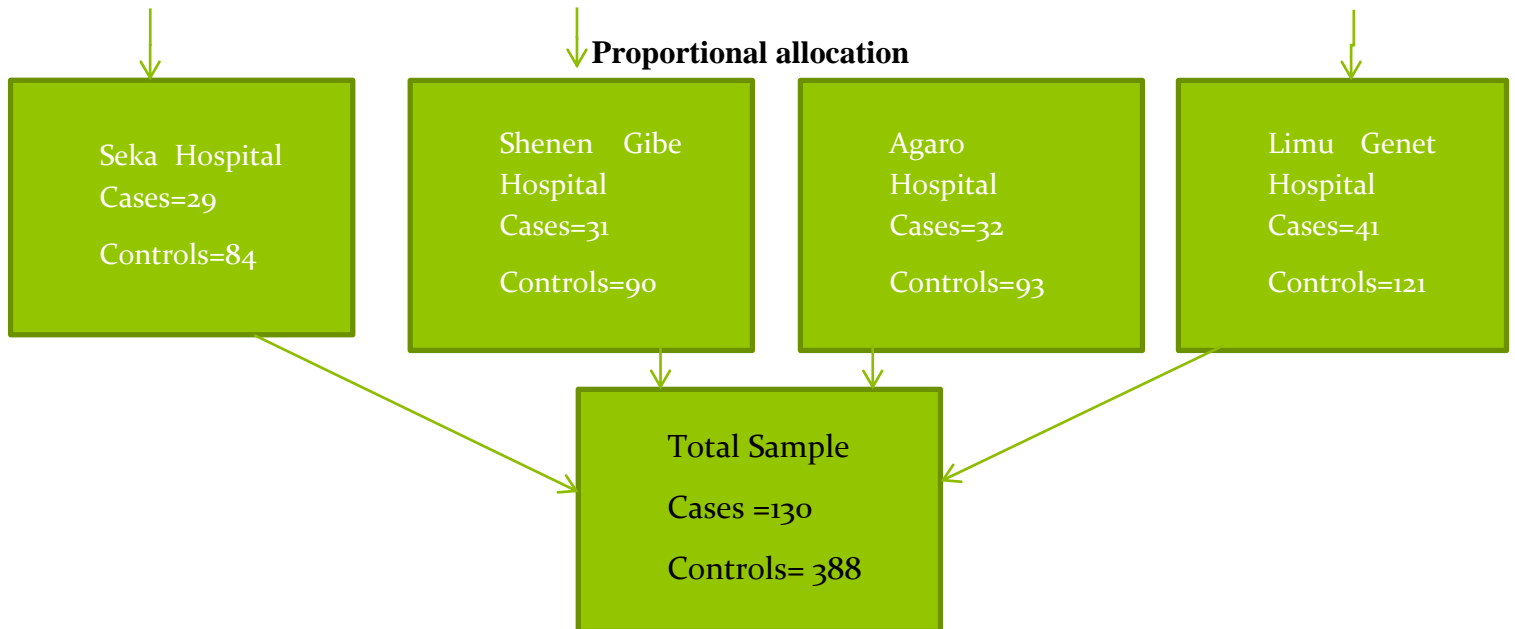 Proportional allocation
Seka Hospital
Cases=29
Controls=84
Shenen Gibe
Hospital
Cases=31
Controls=90
Agaro
Hospital
Cases=32
Controls=93
Limu Genet
Hospital
Cases=41
Controls=121
Total Sample
Cases =130
Controls= 388